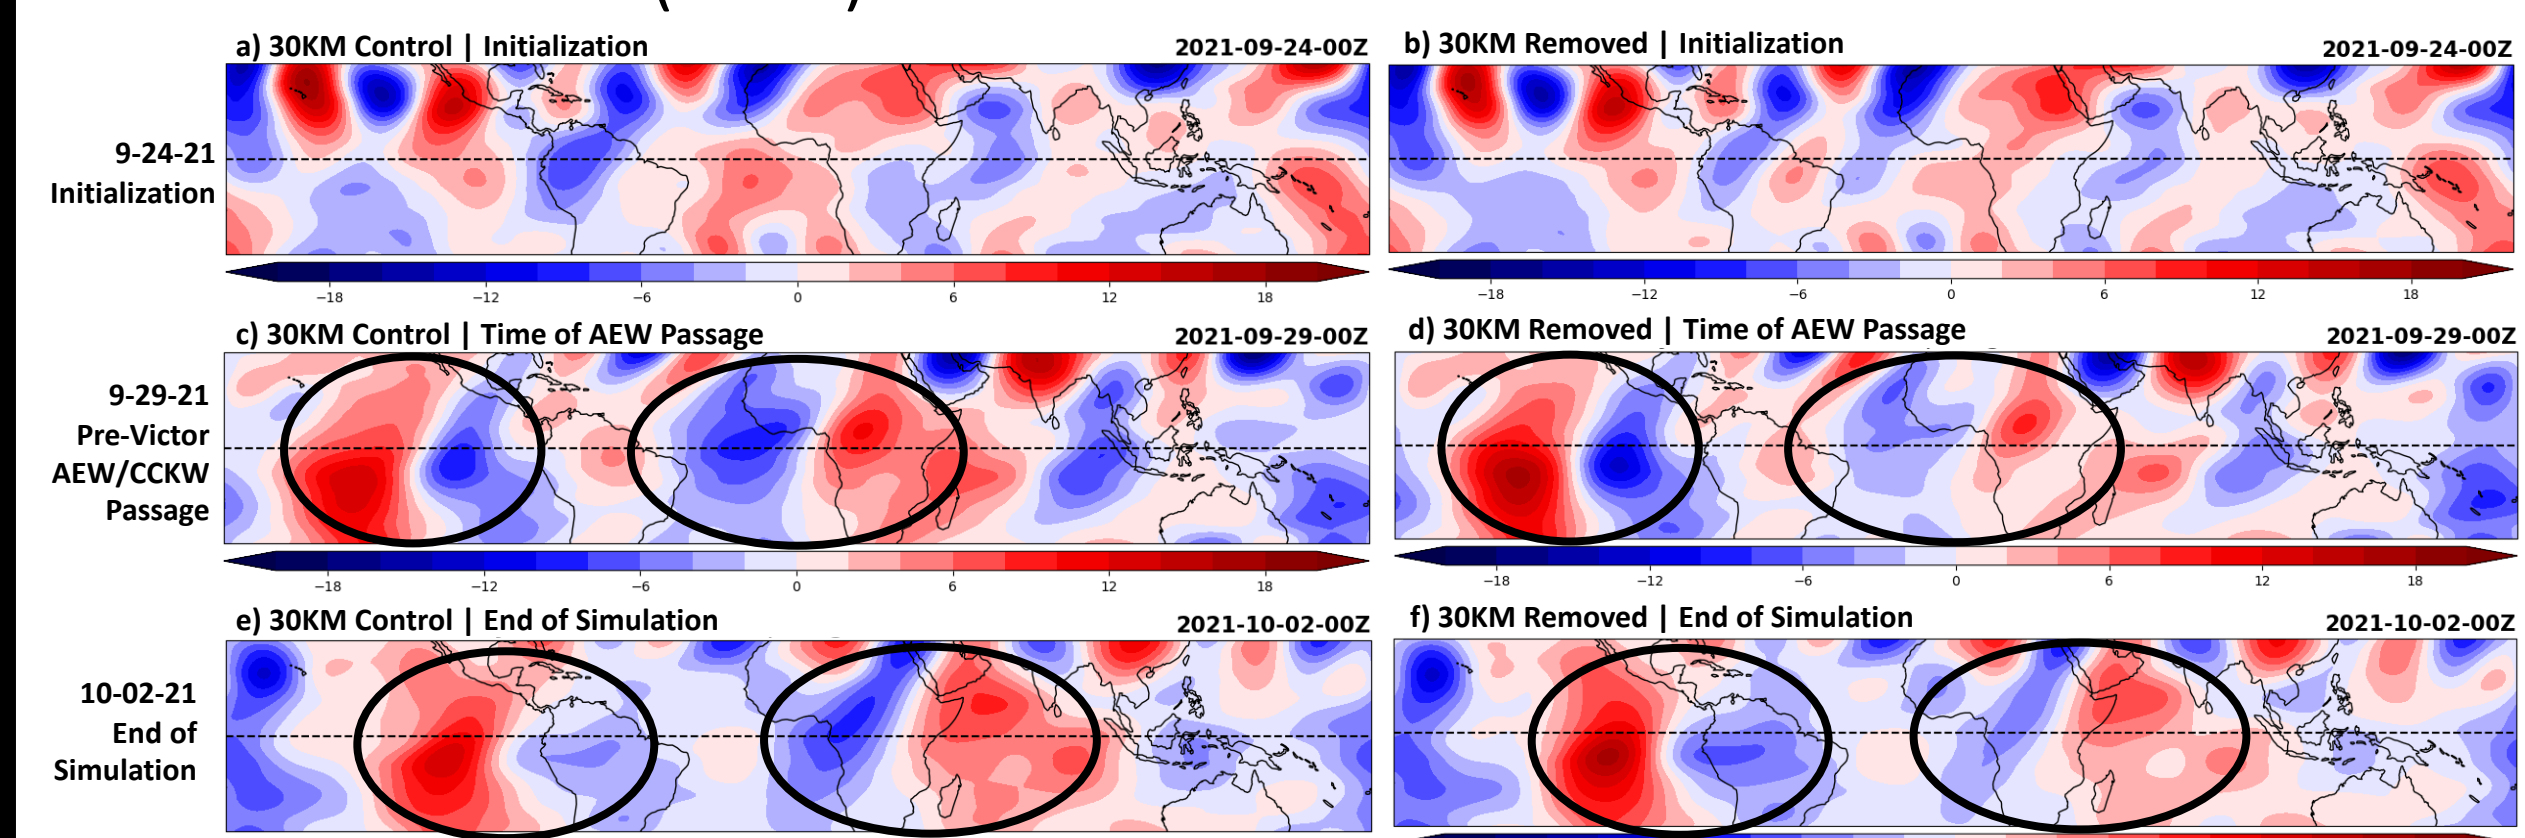 a) 30KM Control | Initialization
2021-09-24-00Z
b) 30KM Removed | Initialization
2021-09-24-00Z
9-24-21
Initialization
−18 −12 −6 0 6 12 18
−18 −12 −6 0 6 12 18
c) 30KM Control | Time of AEW Passage
2021-09-29-00Z
d) 30KM Removed | Time of AEW Passage
2021-09-29-00Z
9-29-21
Pre-Victor
AEW/CCKW
Passage
−18 −12 −6 0 6 12 18
−18 −12 −6 0 6 12 18
e) 30KM Control | End of Simulation
2021-10-02-00Z
f) 30KM Removed | End of Simulation
2021-10-02-00Z
10-02-21
End of
Simulation